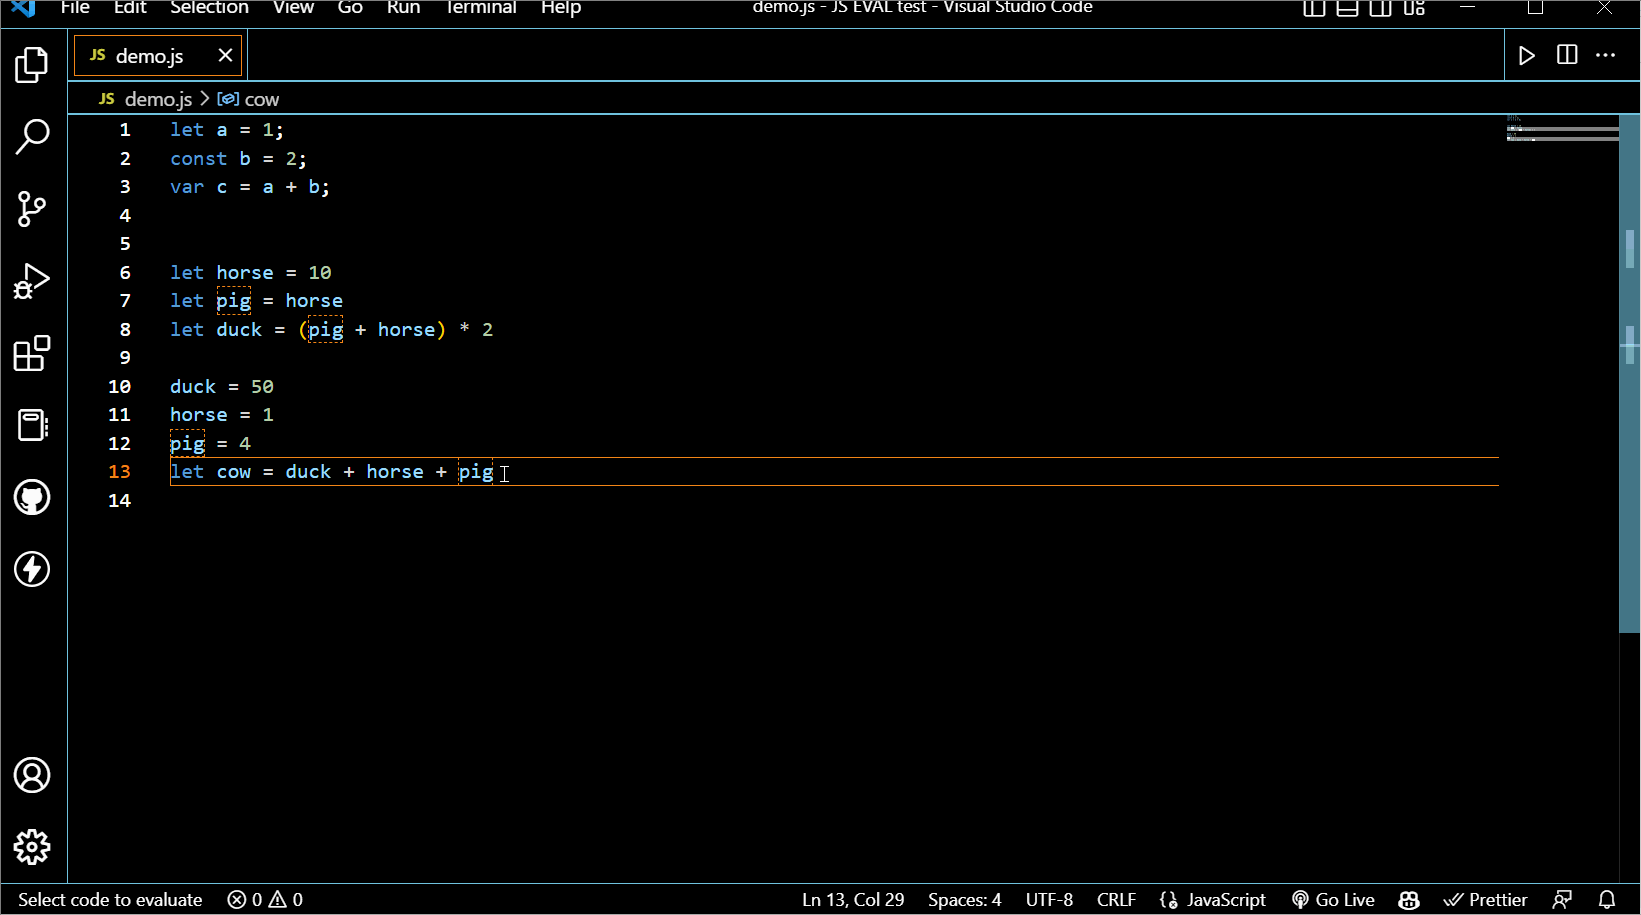 File Edit Selection View Go Run Terminal Help demo.js - JS EVAL test - Visual Studio Code
JS demo.js
JS demo.js > cow
1 let a = 1;
2 const b = 2;
3 var c = a + b;
4
5
6 let horse = 10
7 let pig = horse
8 let duck = (pig + horse) * 2
9
10 duck = 50
11 horse = 1
12 pig = 4
13 let cow = duck + horse + pig
14
Select code to evaluate 0 0 Ln 13, Col 29 Spaces: 4 UTF-8 CRLF JavaScript Go Live Prettier